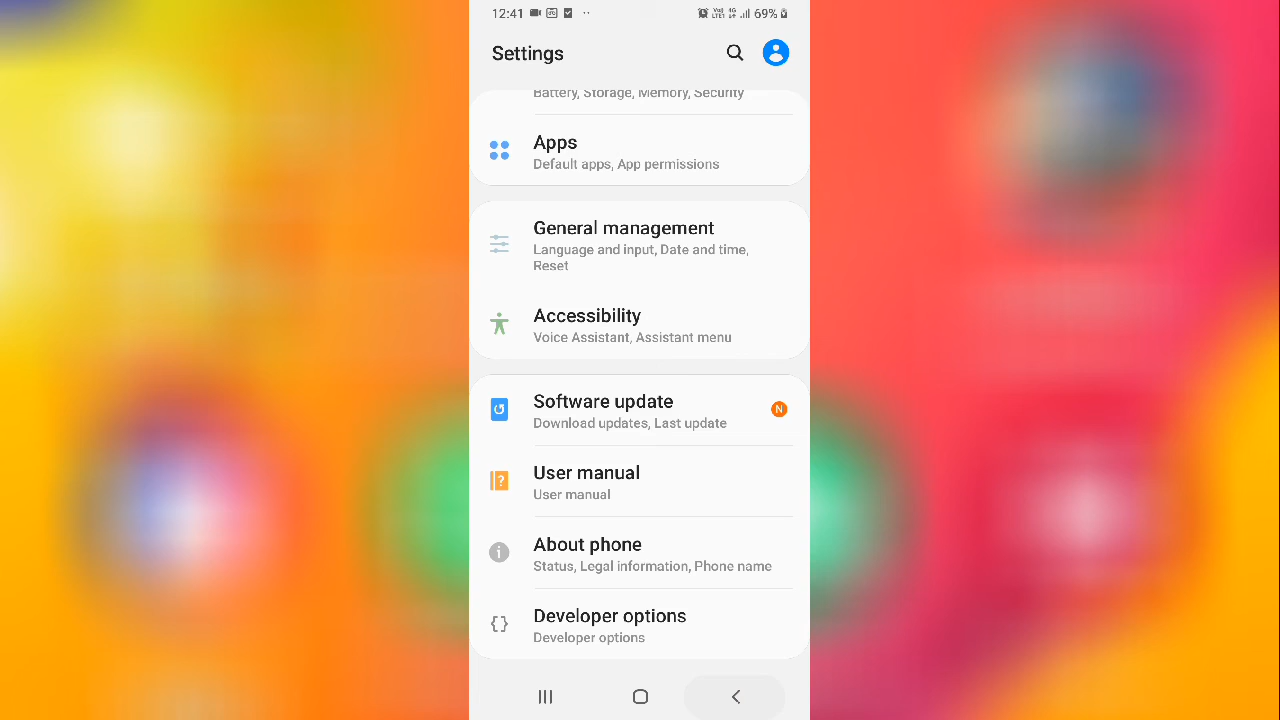 12:41 69%
Settings
Battery, Storage, Memory, Security
Apps
Default apps, App permissions
General management
Language and input, Date and time,
Reset
Accessibility
Voice Assistant, Assistant menu
Software update
N
Download updates, Last update
User manual
User manual
About phone
Status, Legal information, Phone name
Developer options
Developer options